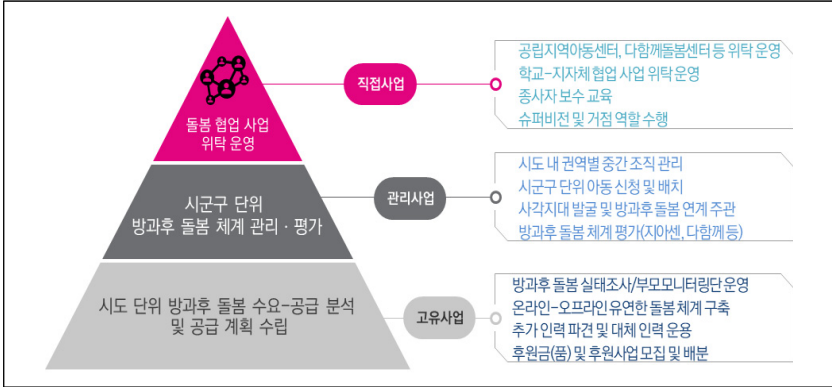 돌봄 협업 사업
위탁 운영
직접사업
공립지역아동센터, 다함께돌봄센터 등 위탁 운영
학교-지자체 협업 사업 위탁운영
종사자 보수 교육
슈퍼비전 및 거점 역할 수행
시군구 단위
방과후 돌봄 체계 관리 · 평가
관리사업
시도 내 권역별 중간 조직 관리
시군구 단위 아동 신청 및 배치
사각지대 발굴 및 방과후 돌봄 연계 주관
방과후 돌봄 체계 평가(지아센, 다함께 등)
시도 단위 방과후 돌봄 수요-공급 분석
및 공급 계획 수립
고유사업
방과후 돌봄 실태조사/부모모니터링단 운영
온라인-오프라인 유연한 돌봄 체계 구축
추가 인력 파견 및 대체 인력 운용
후원금(품) 및 후원사업 모집 및 배분